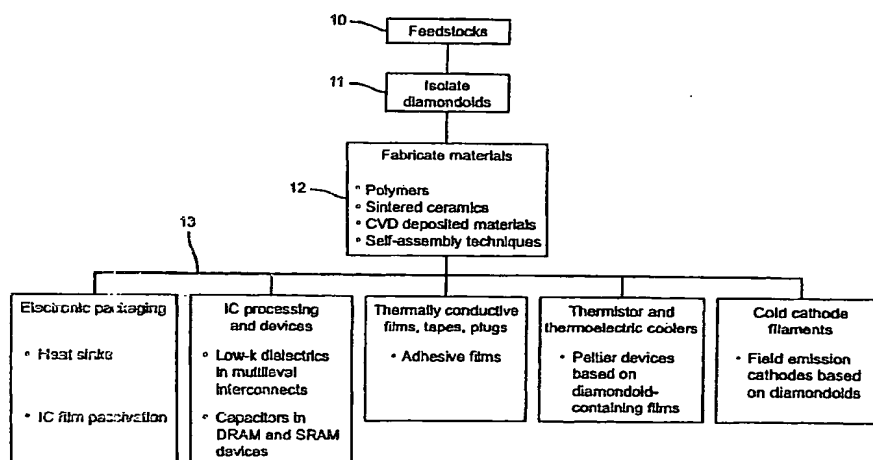 10
Feedstocks
11
Isolate
diamondoids
Fabricate materials
12
• Polymers
• Sintered ceramics
• CVD deposited materials
• Self-assembly techniques
13
Electronic packaging
• Heat sinks
• IC film passivation
IC processing
and devices
• Low-k dielectrics
in multilevel
interconnects
• Capacitors in
DRAM and SRAM
devices
Thermally conductive
films, tapes, plugs
• Adhesive films
Thermistor and
thermoelectric coolers
• Peltier devices
based on
diamondoid-
containing films
Cold cathode
filaments
• Field emission
cathodes based
on diamondoids